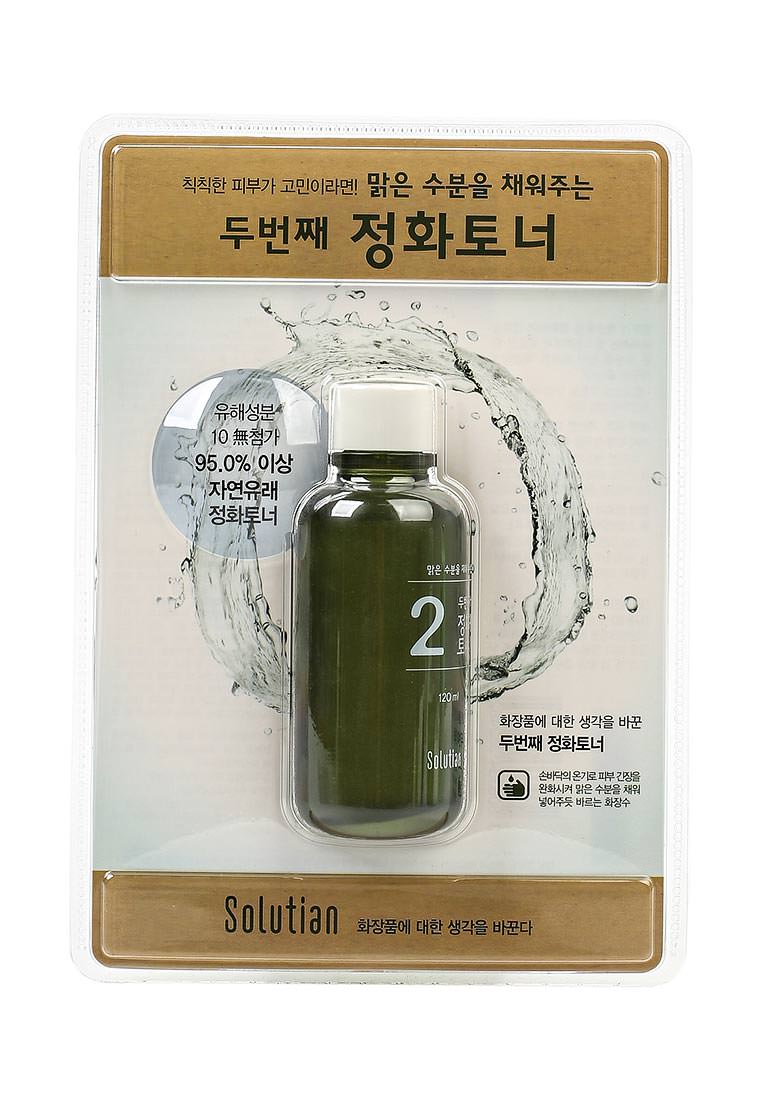 칙칙한 피부가 고민이라면! 맑은 수분을 채워주는
두번째 정화토너
유해성분
10 無첨가
95.0% 이상
자연유래
정화토너
맑은 수분을
2
120ml
Solutian
화장품에 대한 생각을 바꾼
두번째 정화토너
손바닥의 온기로 피부 긴장을
완화시켜 맑은 수분을 채워
넣어주듯 바르는 화장수
Solutian 화장품에 대한 생각을 바꾼다